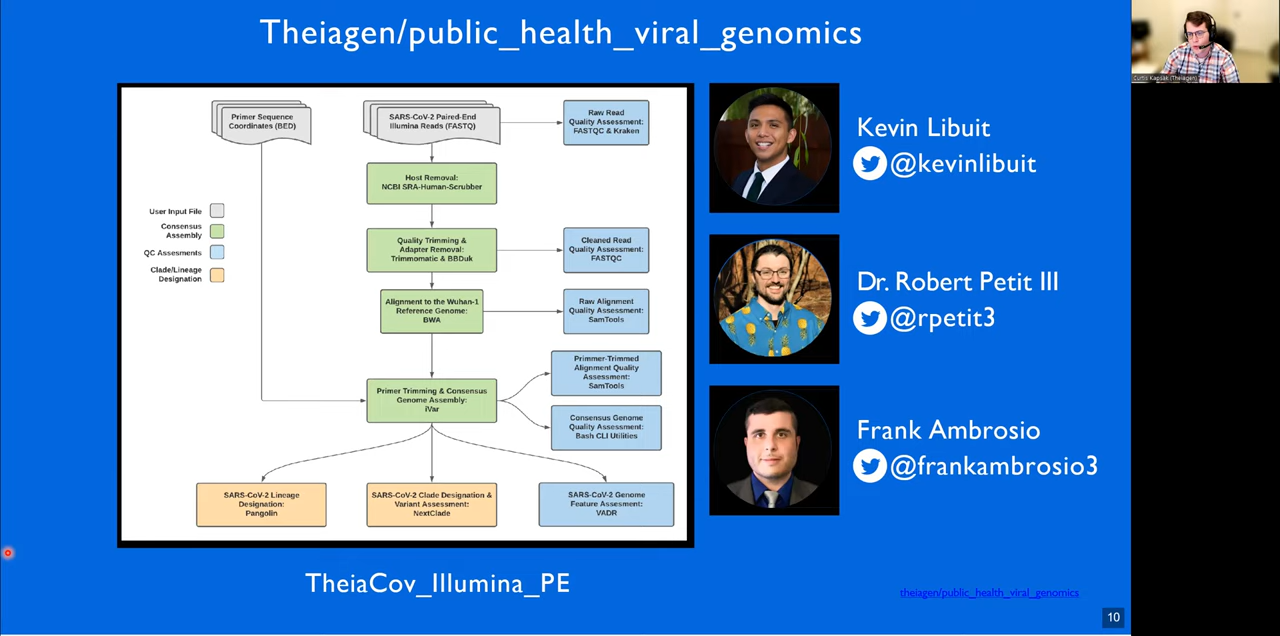 Theiagen/public_health_viral_genomics
Curtis Kapsak (Theiagen)
Primer Sequence
Coordinates (BED)
SARS-CoV-2 Paired-End
Illumina Reads (FASTQ)
Raw Read
Quality Assessment:
FASTQC & Kraken
Host Removal:
NCBI SRA-Human-Scrubber
User Input File
Consensus
Assembly
QC Assesments
Clade/Lineage
Designation
Quality Trimming &
Adapter Removal:
Trimmomatic & BBDuk
Cleaned Read
Quality Assessment:
FASTQC
Alignment to the Wuhan-1
Reference Genome:
BWA
Raw Alignment
Quality Assessment:
SamTools
Primmer-Trimmed
Alignment Quality
Assessment:
SamTools
Primer Trimming & Consensus
Genome Assembly:
iVar
Consensus Genome
Quality Assessment:
Bash CLI Utilities
SARS-CoV-2 Lineage
Designation:
Pangolin
SARS-CoV-2 Clade Designation &
Variant Assessment:
NextClade
SARS-CoV-2 Genome
Feature Assesment:
VADR
TheiaCov_Illumina_PE
Kevin Libuit
@kevinlibuit
Dr. Robert Petit III
@rpetit3
Frank Ambrosio
@frankambrosio3
theiagen/public_health_viral_genomics
10